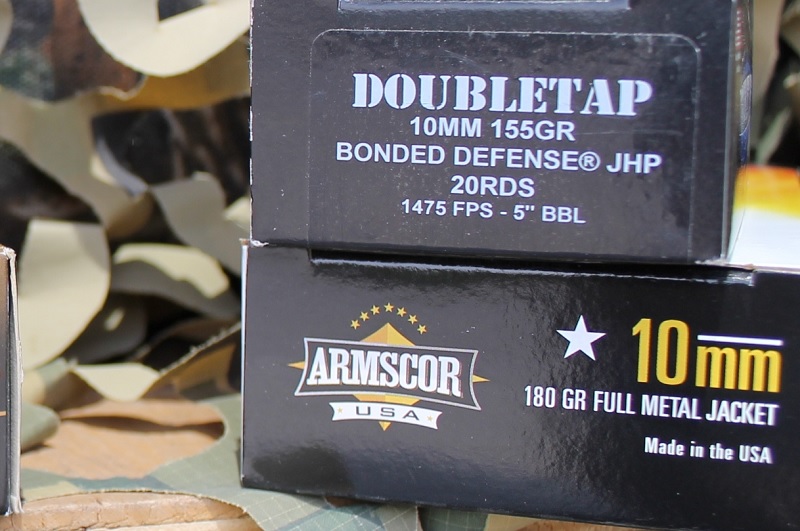 DOUBLETAP
10MM 155GR
BONDED DEFENSE® JHP
20RDS
1475 FPS - 5" BBL
ARMSCOR
USA
10mm
180 GR FULL METAL JACKET
Made in the USA